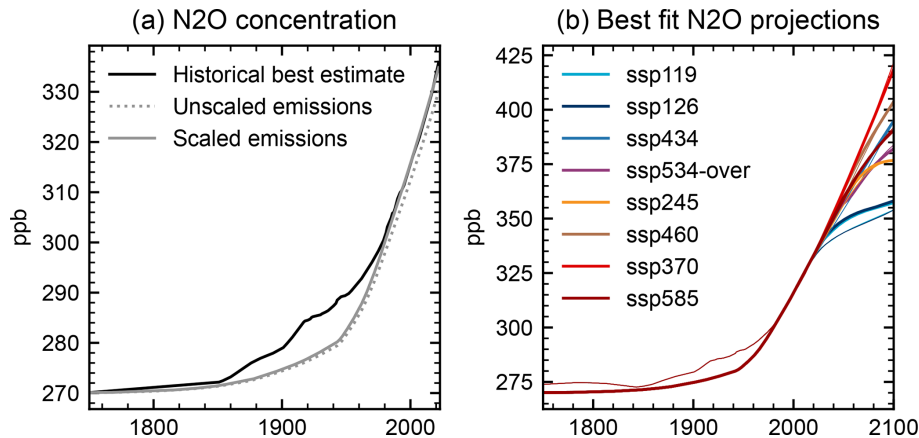 (a) N2O concentration
ppb
330
320
310
300
290
280
270
1800
1900
2000
Historical best estimate
Unscaled emissions
Scaled emissions
(b) Best fit N2O projections
ppb
425
400
375
350
325
300
275
1800
1900
2000
2100
ssp119
ssp126
ssp434
ssp534-over
ssp245
ssp460
ssp370
ssp585